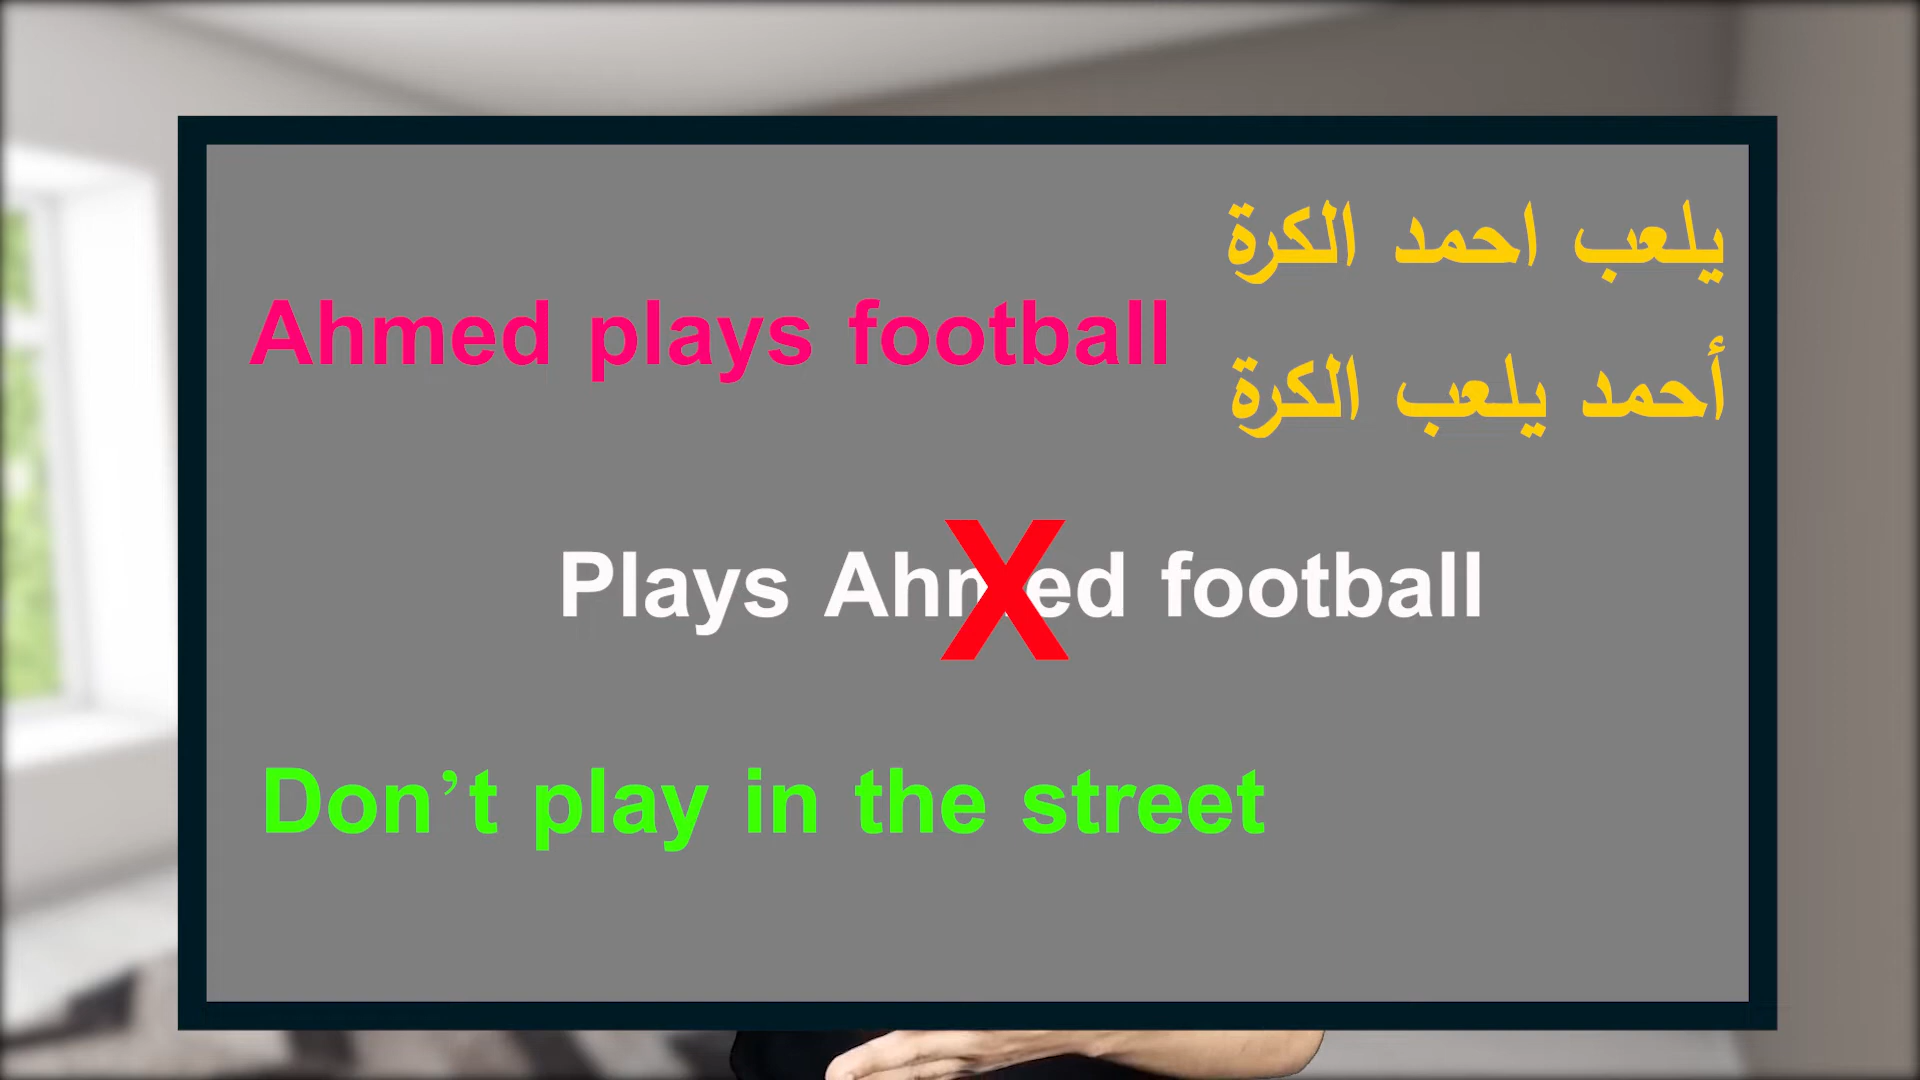 يلعب احمد الكرة
Ahmed plays football
أحمد يلعب الكرة
Plays Ahmed football
X
Don’t play in the street